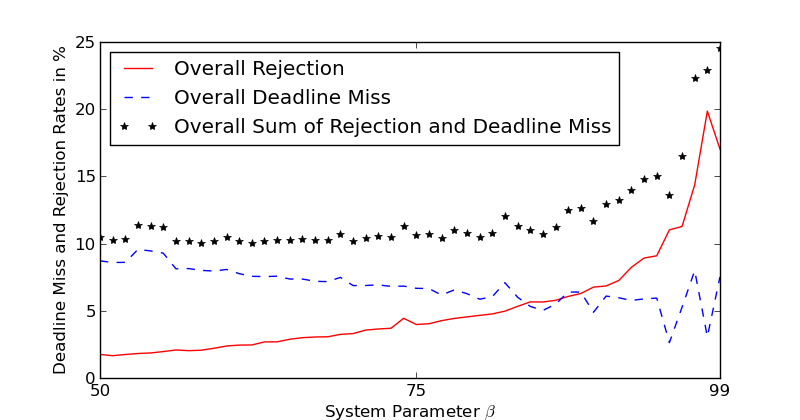 25
Overall Rejection
Overall Deadline Miss
Overall Sum of Rejection and Deadline Miss
20
15
10
5
0
Deadline Miss and Rejection Rates in %
50
75
99
System Parameter β